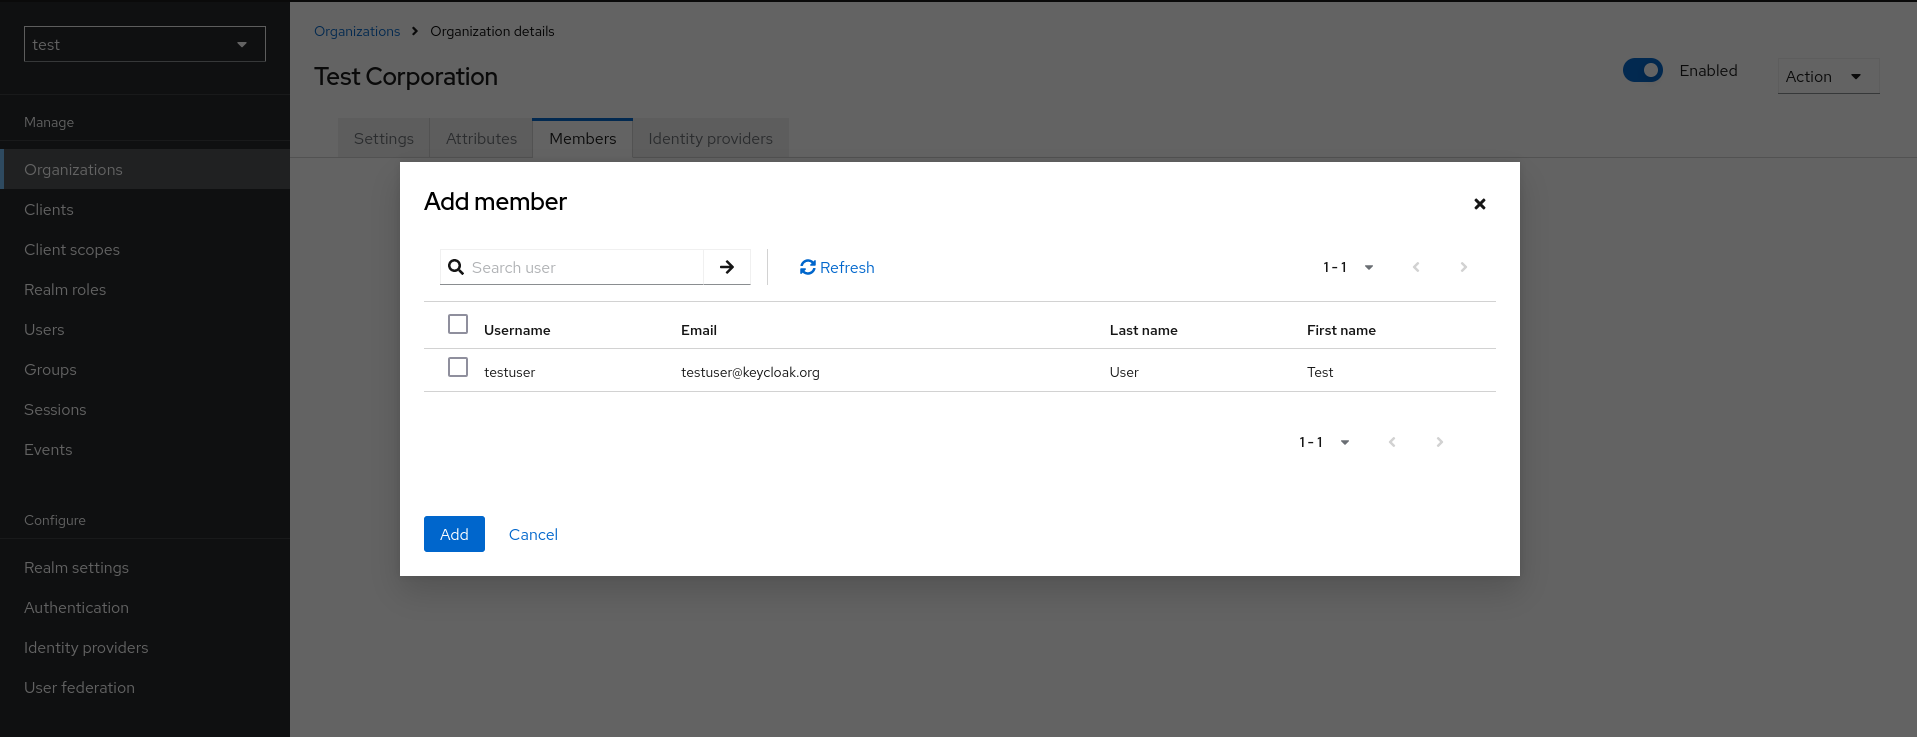 test
Manage
Organizations
Clients
Client scopes
Realm roles
Users
Groups
Sessions
Events
Configure
Realm settings
Authentication
Identity providers
User federation
Organizations Organization details
Test Corporation
Enabled
Action
Settings Attributes Members Identity providers
Add member
Search user
Refresh
1 - 1
Username Email Last name First name
testuser testuser@keycloak.org User Test
1 - 1
Add Cancel